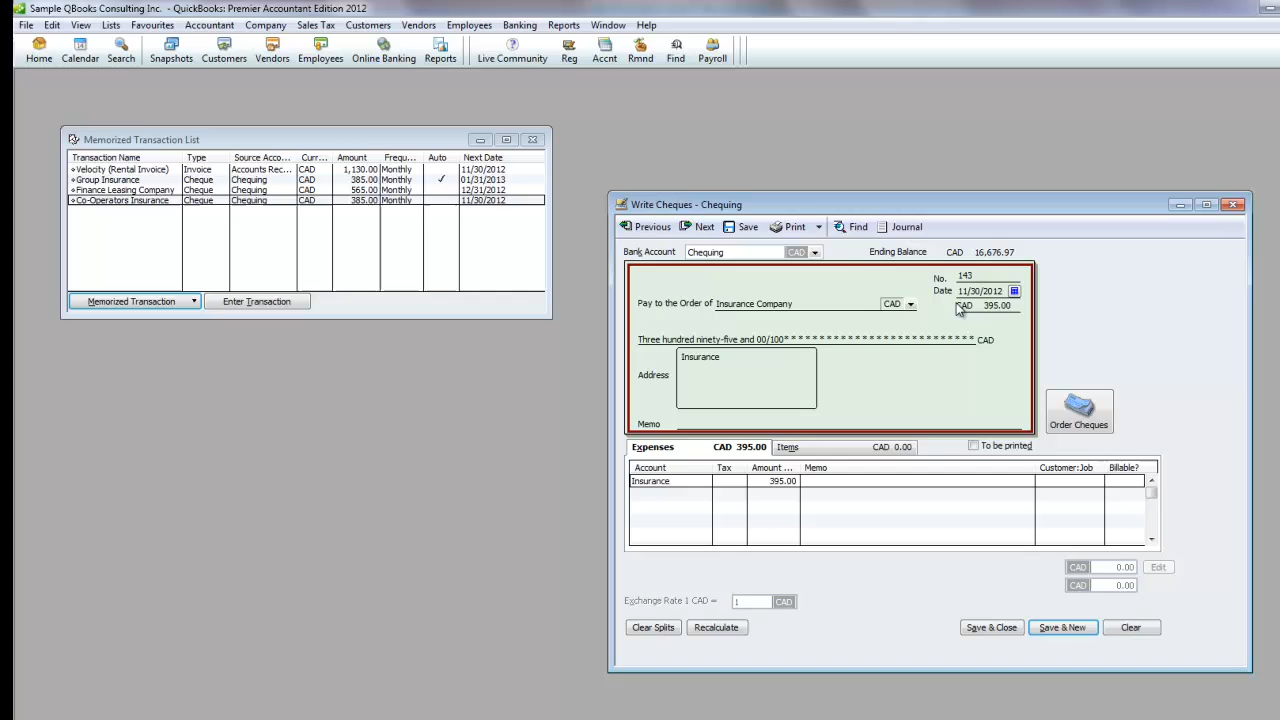 Sample QBooks Consulting Inc. - QuickBooks: Premier Accountant Edition 2012
File Edit View Lists Favourites Accountant Company Sales Tax Customers Vendors Employees Banking Reports Window Help
Home Calendar Search Snapshots Customers Vendors Employees Online Banking Reports Live Community Reg Accnt Rmnd Find Payroll
Memorized Transaction List
Transaction Name Type Source Acco... Curr... Amount Frequ... Auto Next Date
Velocity (Rental Invoice) Invoice Accounts Rec... CAD 1,130.00 Monthly 11/30/2012
Group Insurance Cheque Chequing CAD 385.00 Monthly ✓ 01/31/2013
Finance Leasing Company Cheque Chequing CAD 565.00 Monthly 12/31/2012
Co-Operators Insurance Cheque Chequing CAD 385.00 Monthly 11/30/2012
Memorized Transaction Enter Transaction
Write Cheques - Chequing
Previous Next Save Print Find Journal
Bank Account Chequing CAD Ending Balance CAD 16,676.97
No. 143
Date 11/30/2012
Pay to the Order of Insurance Company CAD CAD 395.00
Three hundred ninety-five and 00/100* * * * * * * * * * * * * * * * * * * * * * * * * * CAD
Insurance
Address
Memo
Order Cheques
Expenses CAD 395.00 Items CAD 0.00 To be printed
Account Tax Amount ... Memo Customer:Job Billable?
Insurance 395.00
CAD 0.00 Edit
CAD 0.00
Exchange Rate 1 CAD = 1 CAD
Clear Splits Recalculate Save & Close Save & New Clear